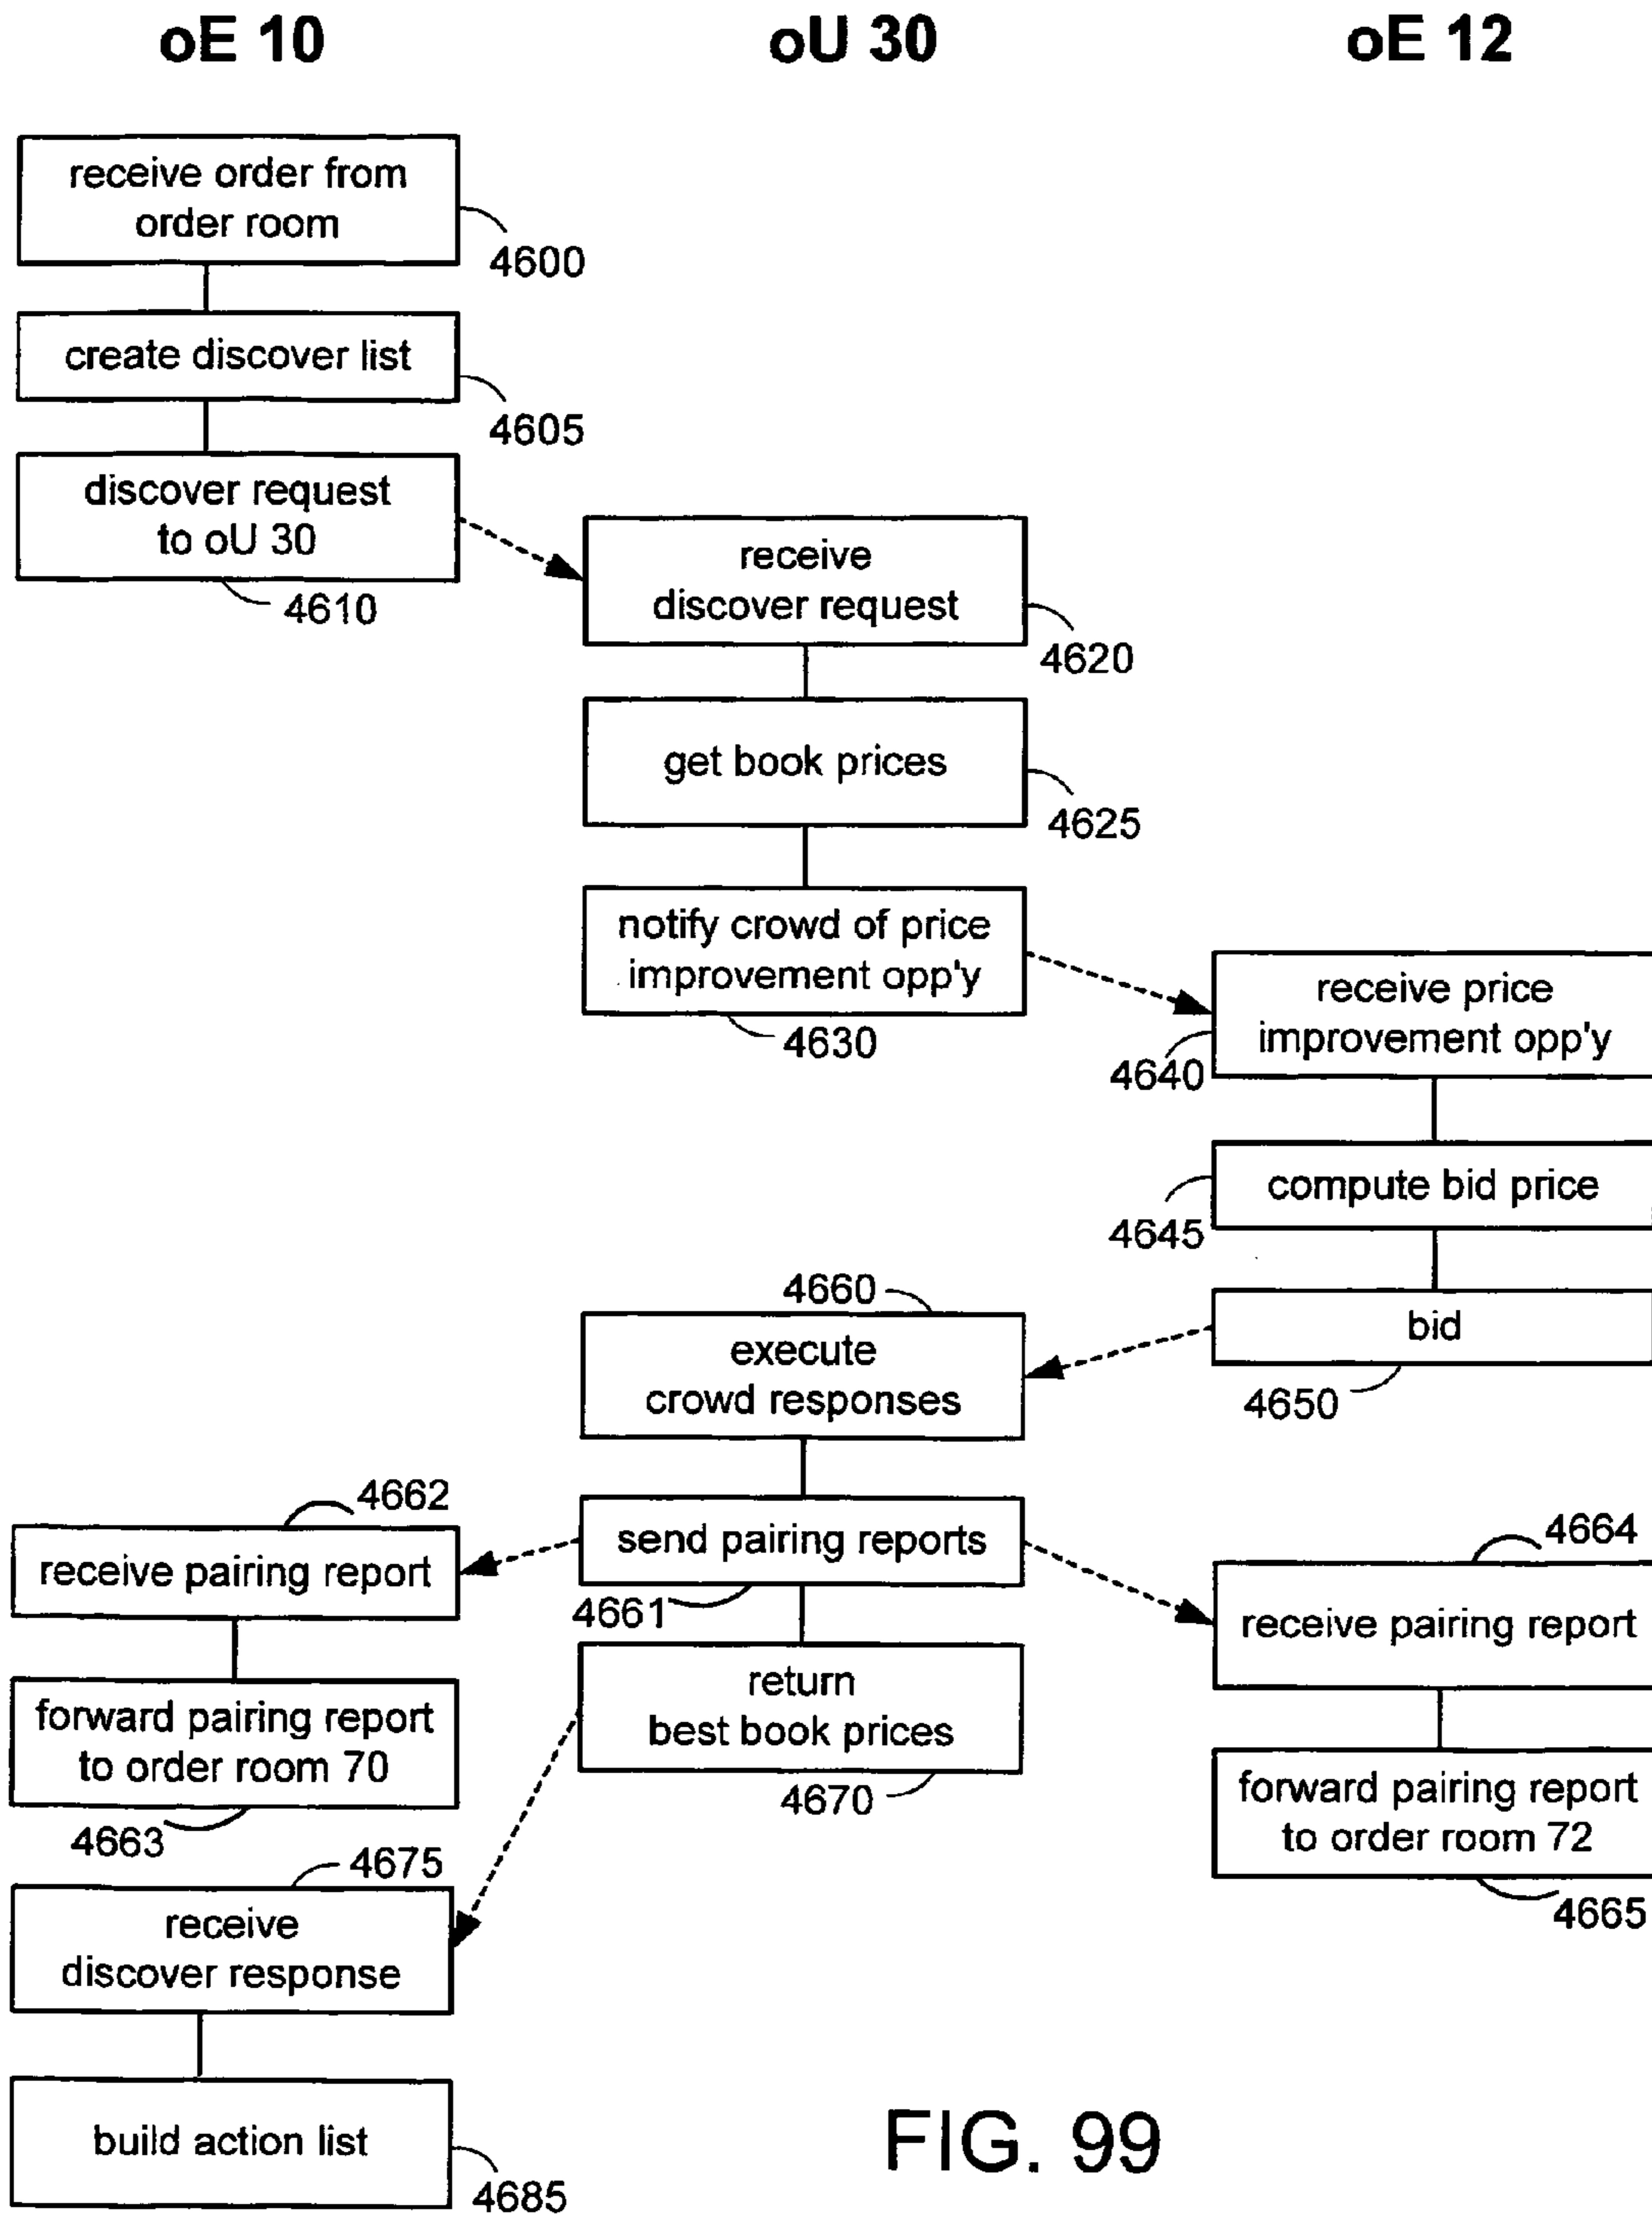 oE 10
oU 30
oE 12
receive order from
order room
4600
create discover list
4605
discover request
to oU 30
4610
receive
discover request
4620
get book prices
4625
notify crowd of price
improvement opp'y
4630
receive price
improvement opp'y
4640
compute bid price
4645
bid
4650
4660
execute
crowd responses
send pairing reports
4661
4662
receive pairing report
forward pairing report
to order room 70
4663
4664
receive pairing report
forward pairing report
to order room 72
4665
return
best book prices
4670
4675
receive
discover response
build action list
4685
FIG. 99